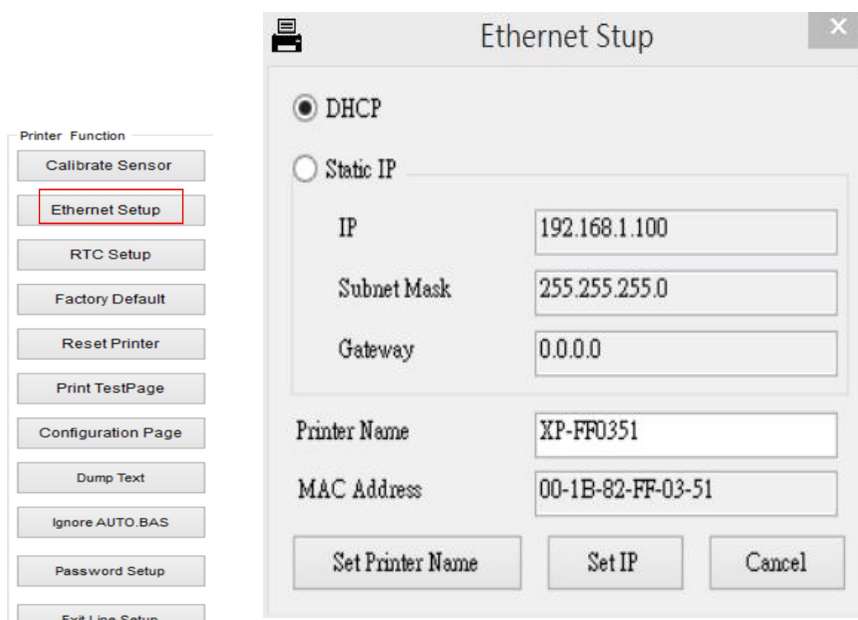 Printer Function
Calibrate Sensor
Ethernet Setup
RTC Setup
Factory Default
Reset Printer
Print TestPage
Configuration Page
Dump Text
Ignore AUTO.BAS
Password Setup
Exit Line Setup
Ethernet Stup
DHCP
Static IP
IP 192.168.1.100
Subnet Mask 255.255.255.0
Gateway 0.0.0.0
Printer Name XP-FF0351
MAC Address 00-1B-82-FF-03-51
Set Printer Name Set IP Cancel